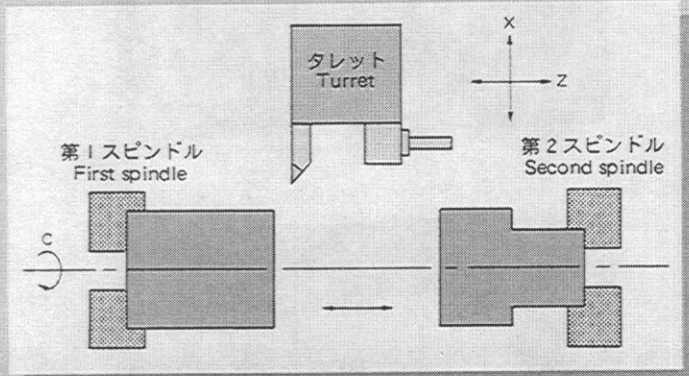 タレット
Turret
X
Z
第1スピンドル
First spindle
第2スピンドル
Second spindle
C